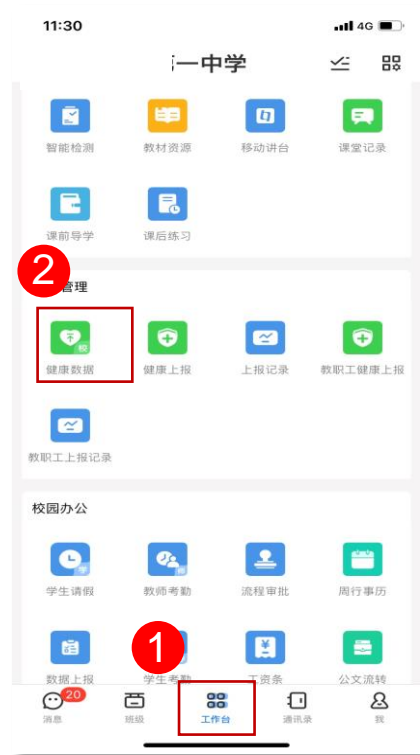 11:30 4G
一中学
智能检测 教材资源 移动讲台 课堂记录
课前导学 课后练习
2
管理
健康数据 健康上报 上报记录 教职工健康上报
教职工上报记录
校园办公
学生请假 教师考勤 流程审批 周行事历
1
数据上报 学生考勤 工资条 公文流转
20
消息 班级 工作台 通讯录 我